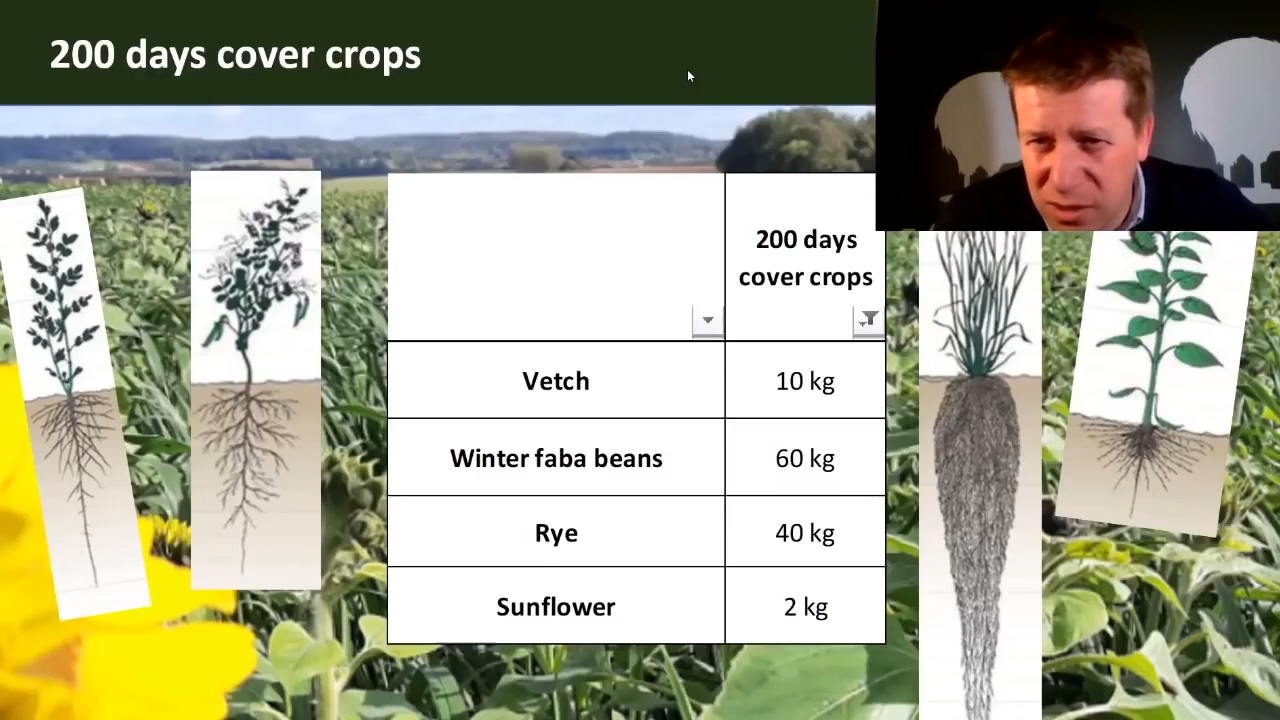 200 days cover crops
200 days
cover crops
Vetch 10 kg
Winter faba beans 60 kg
Rye 40 kg
Sunflower 2 kg